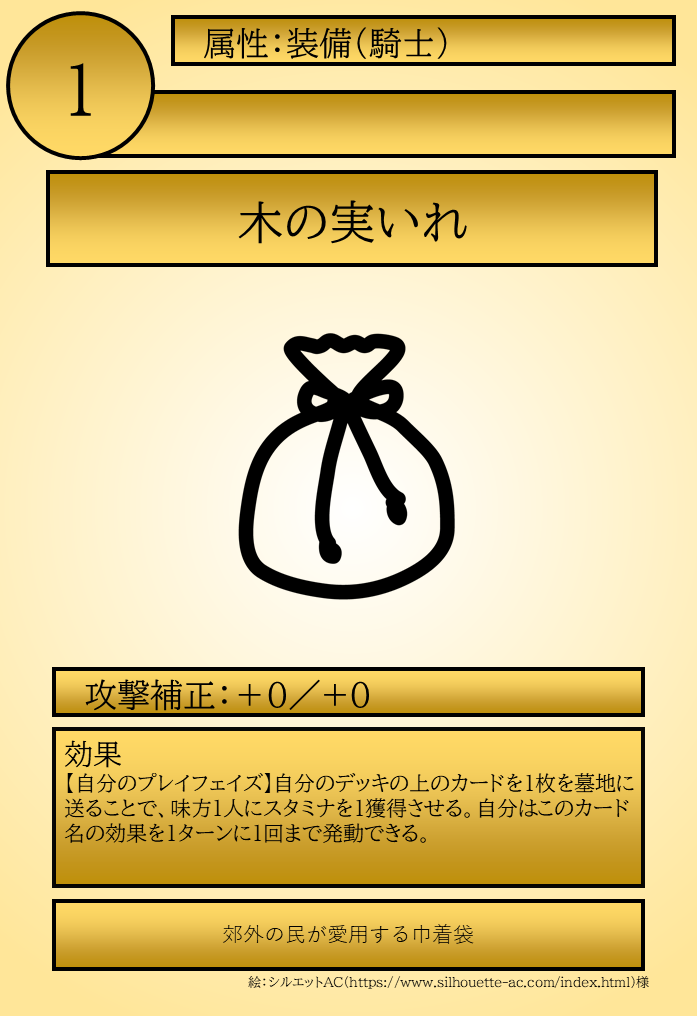 属性：装備（騎士）
1
木の実いれ
攻撃補正：＋0／+0
効果
【自分のプレイフェイズ】自分のデッキの上のカードを1枚を墓地に
送ることで、味方1人にスタミナを1獲得させる。自分はこのカード
名の効果を1ターンに1回まで発動できる。
郊外の民が愛用する巾着袋
絵：シルエットAC（https://www.silhouette-ac.com/index.html）様